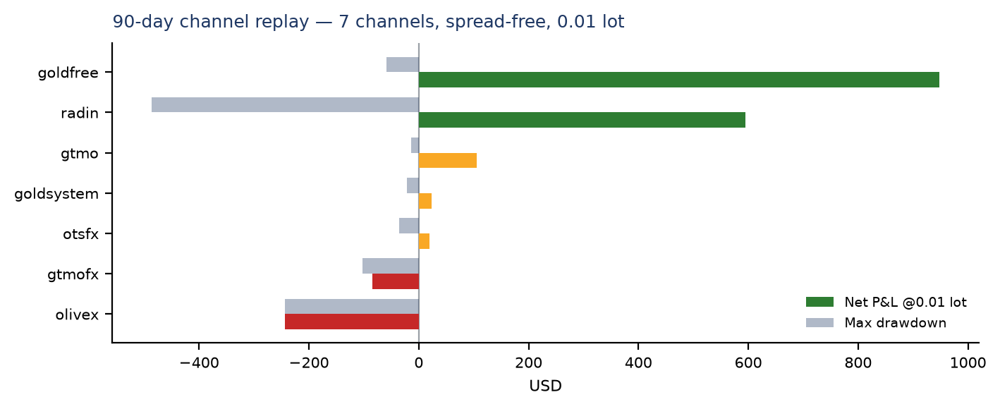 90-day channel replay — 7 channels, spread-free, 0.01 lot
goldfree
radin
gtmo
goldsystem
otsfx
gtmofx
olivex
Net P&L @0.01 lot
Max drawdown
−400 −200 0 200 400 600 800 1000
USD